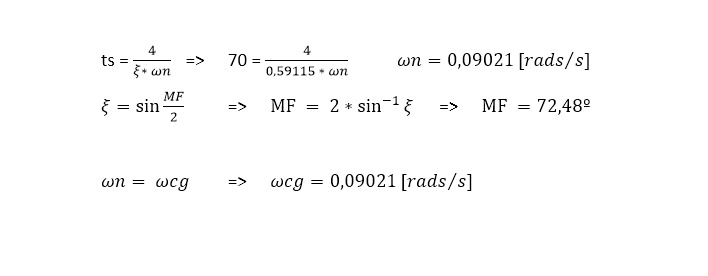 ts = 4 / ξ* ωn => 70 = 4 / 0,59115 * ωn ωn = 0,09021 [rads/s]
ξ = sin MF / 2 => MF = 2 * sin⁻¹ ξ => MF = 72,48º
ωn = ωcg => ωcg = 0,09021 [rads/s]